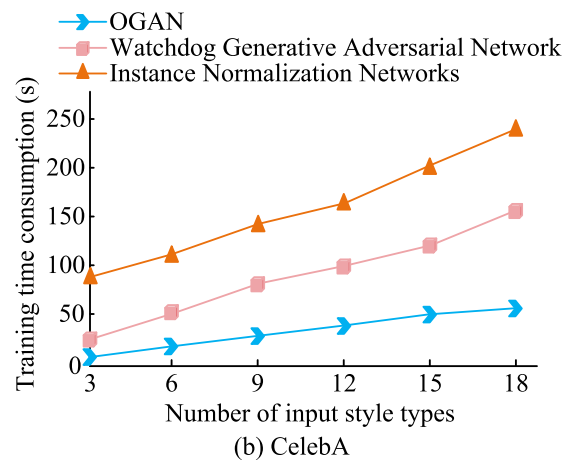 OGAN
Watchdog Generative Adversarial Network
Instance Normalization Networks
Training time consumption (s)
250
200
150
100
50
0
3 6 9 12 15 18
Number of input style types
(b) CelebA